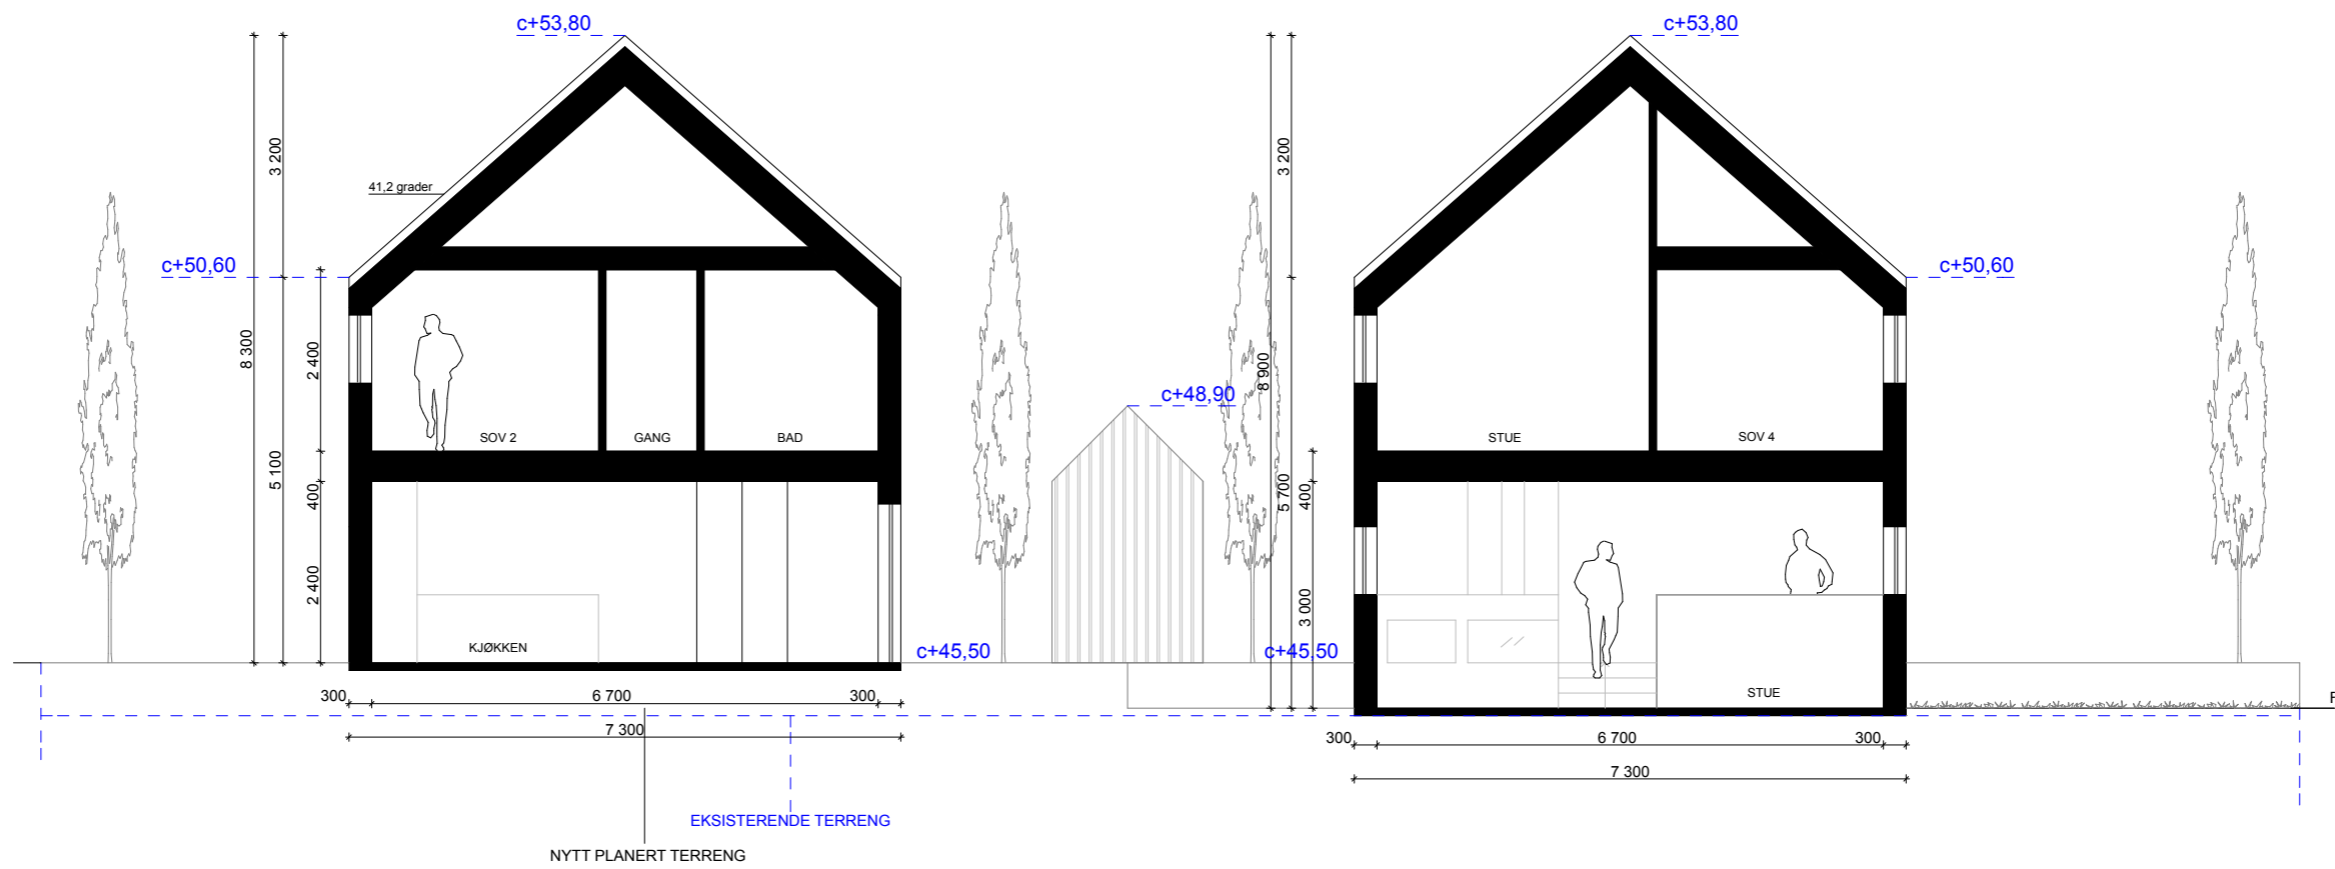 c+53,80
c+53,80
3 200
3 200
41,2 grader
c+50,60
c+50,60
8 300
2 400
8 900
c+48,90
SOV 2
GANG
BAD
STUE
SOV 4
5 100
400
5 700
400
2 400
3 000
KJØKKEN
c+45,50
c+45,50
300
6 700
300
STUE
7 300
300
6 700
300
7 300
EKSISTERENDE TERRENG
NYTT PLANERT TERRENG